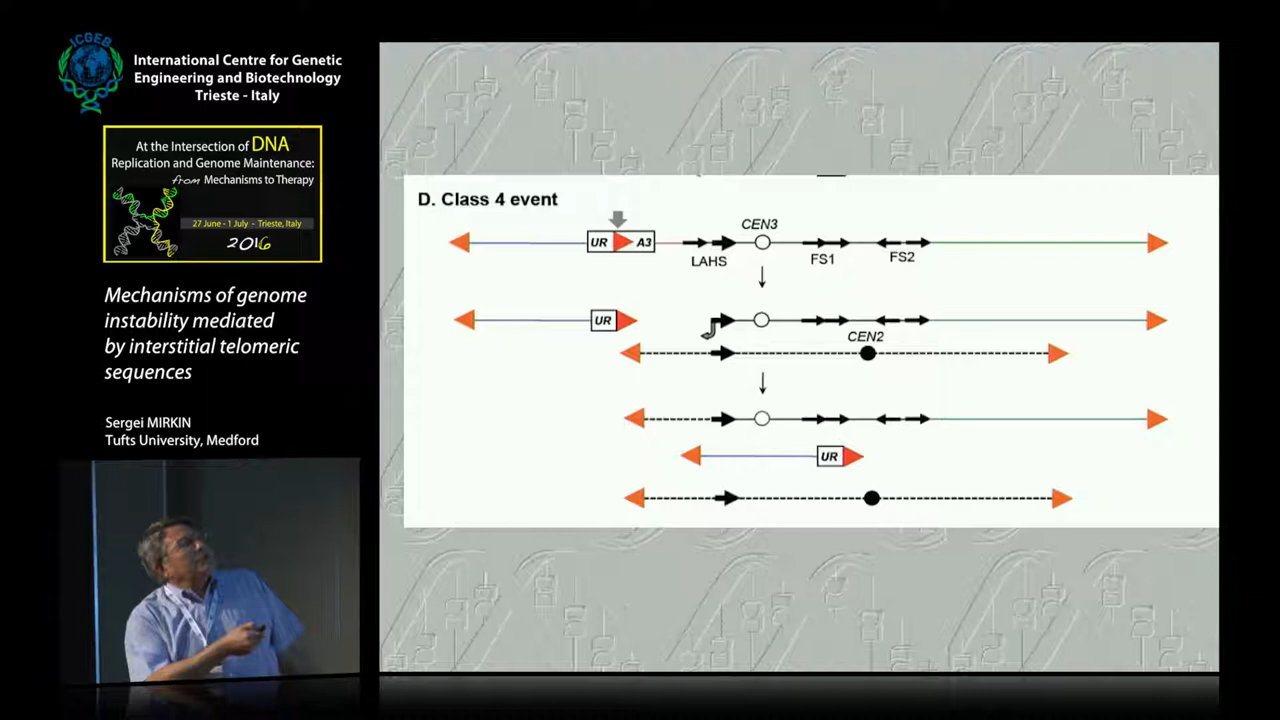 ICGEB
International Centre for Genetic
Engineering and Biotechnology
Trieste - Italy
At the Intersection of DNA
Replication and Genome Maintenance:
from Mechanisms to Therapy
27 June - 1 July - Trieste, Italy
2016
Mechanisms of genome
instability mediated
by interstitial telomeric
sequences
Sergei MIRKIN
Tufts University, Medford
D. Class 4 event
CEN3
UR A3
LAHS FS1 FS2
UR
CEN2
UR